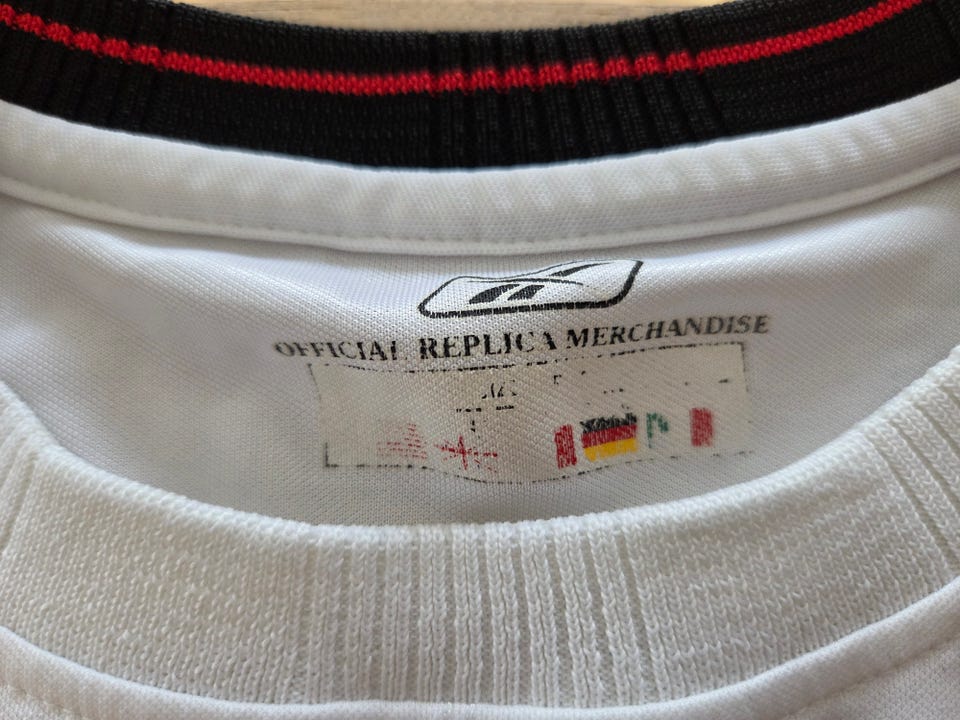 OFFICIAL REPLICA MERCHANDISE